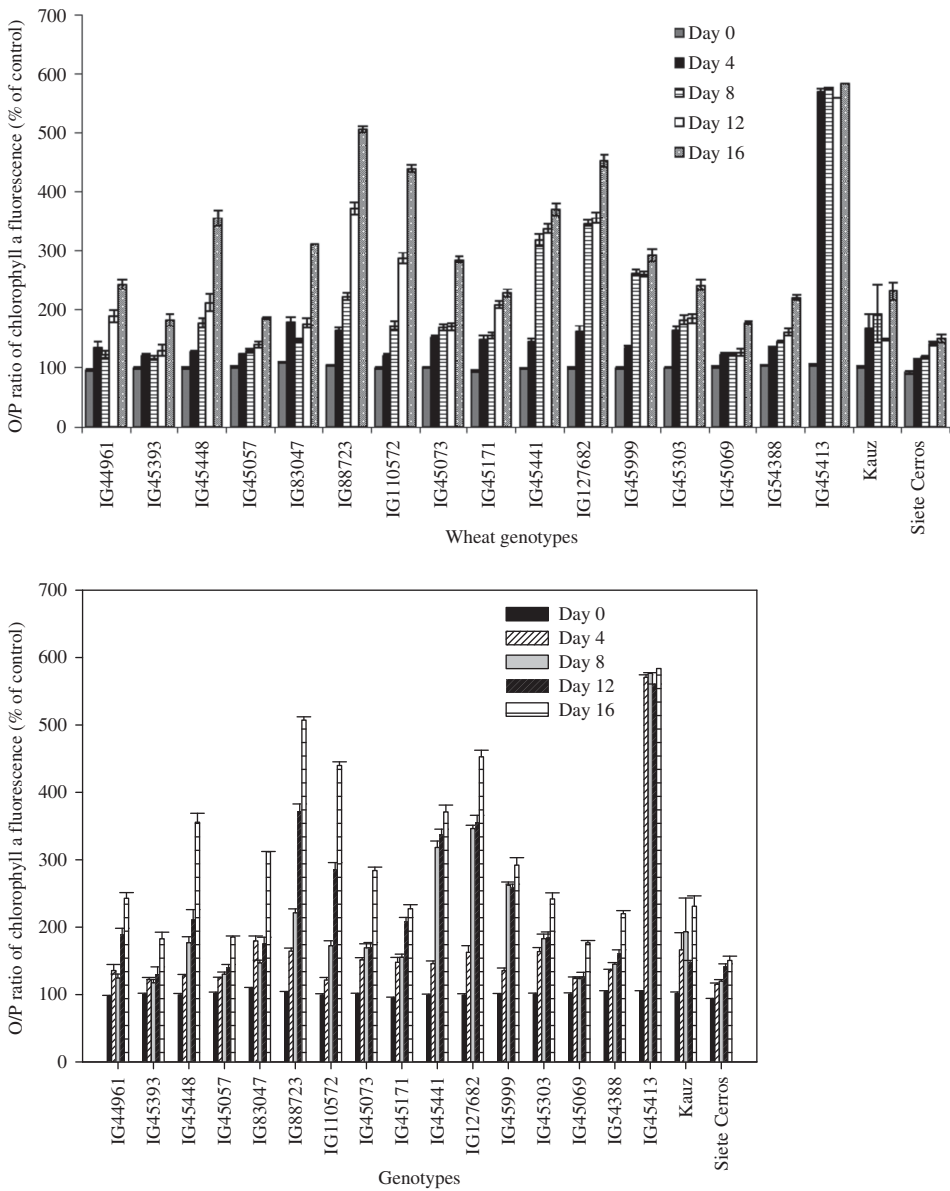 O/P ratio of chlorophyll a fluorescence (% of control)
700
600
500
400
300
200
100
0
Day 0
Day 4
Day 8
Day 12
Day 16
IG44961
IG45393
IG45448
IG45057
IG83047
IG88723
IG110572
IG45073
IG45171
IG45441
IG127682
IG45999
IG45303
IG45069
IG54388
IG45413
Kauz
Siete Cerros
Wheat genotypes
O/P ratio of chlorophyll a fluorescence (% of control)
700
600
500
400
300
200
100
0
Day 0
Day 4
Day 8
Day 12
Day 16
IG44961
IG45393
IG45448
IG45057
IG83047
IG88723
IG110572
IG45073
IG45171
IG45441
IG127682
IG45999
IG45303
IG45069
IG54388
IG45413
Kauz
Siete Cerros
Genotypes